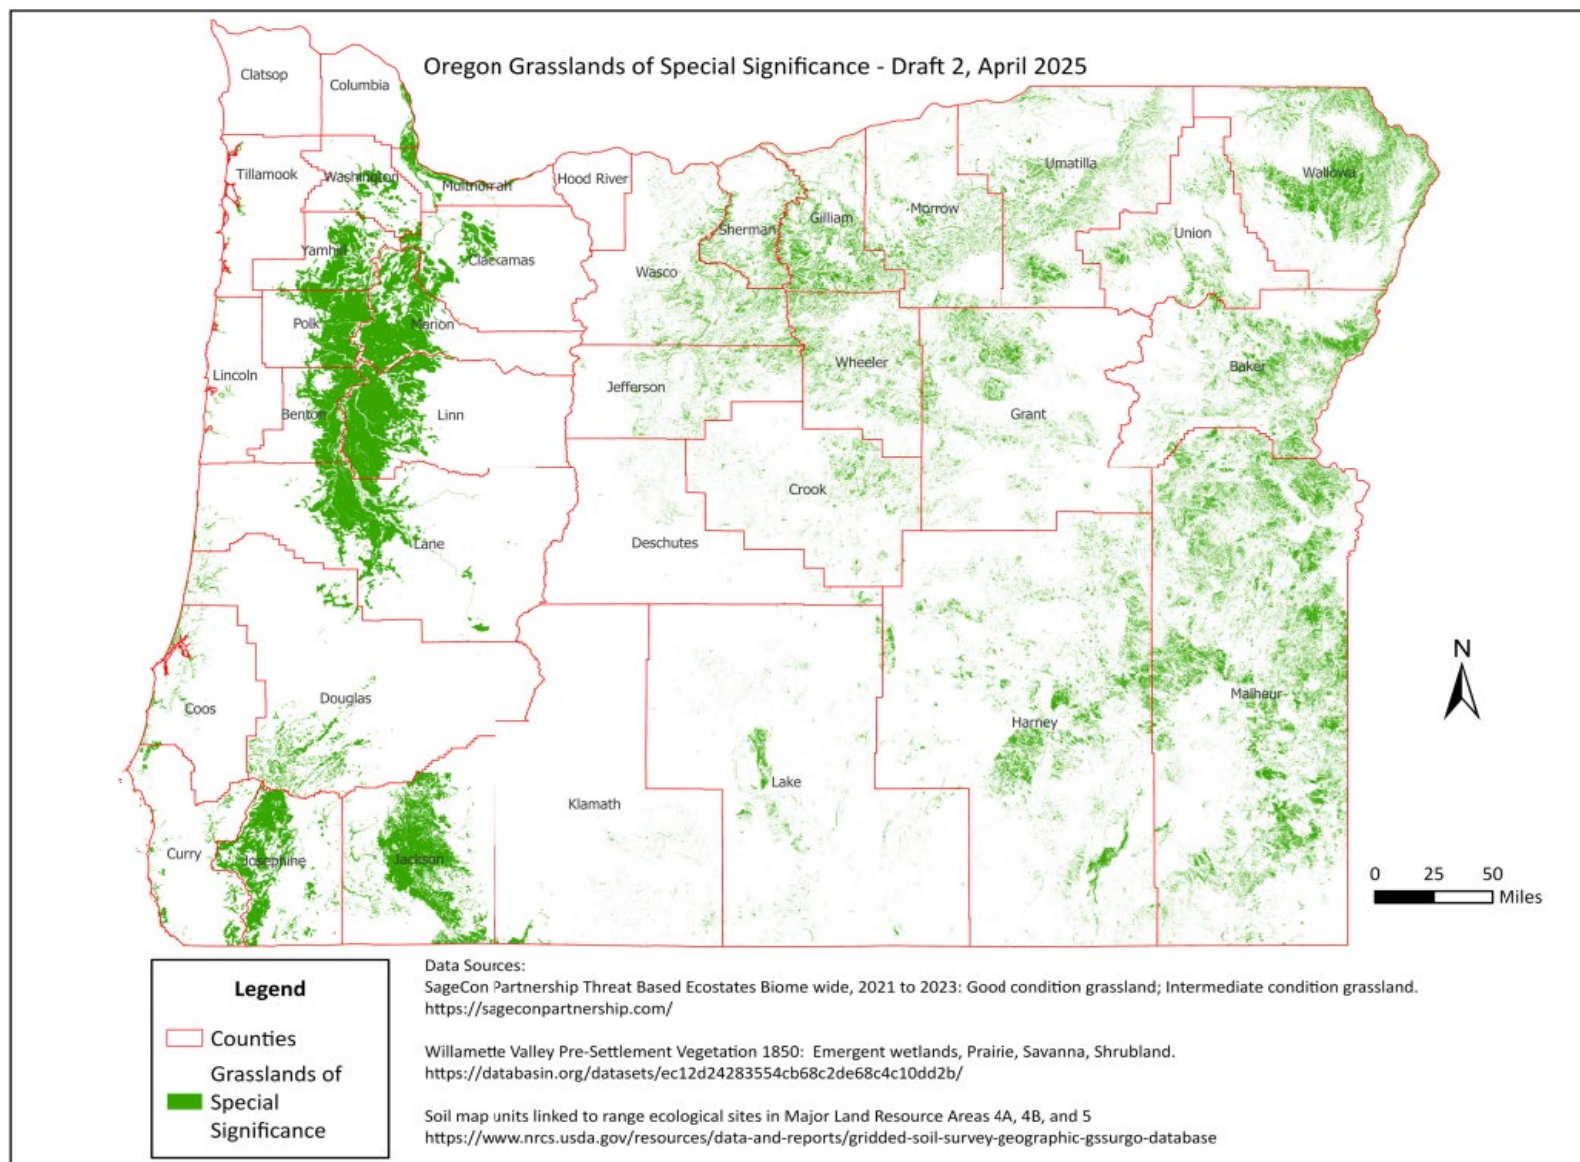 Oregon Grasslands of Special Significance - Draft 2, April 2025
Clatsop
Columbia
Tillamook
Washington
Multnomah
Hood River
Umatilla
Wallowa
Morrow
Gilliam
Sherman
Union
Yamhill
Clackamas
Wasco
Polk
Marion
Wheeler
Baker
Lincoln
Jefferson
Benton
Linn
Grant
Crook
Lane
Deschutes
Coos
Douglas
Harney
Malheur
Lake
Klamath
Curry
Josephine
Jackson
N
0 25 50
Miles
Legend
Counties
Grasslands of
Special
Significance
Data Sources:
SageCon Partnership Threat Based Ecostates Biome wide, 2021 to 2023: Good condition grassland; Intermediate condition grassland.
https://sageconpartnership.com/
Willamette Valley Pre-Settlement Vegetation 1850: Emergent wetlands, Prairie, Savanna, Shrubland.
https://databasin.org/datasets/ec12d24283554cb68c2de68c4c10dd2b/
Soil map units linked to range ecological sites in Major Land Resource Areas 4A, 4B, and 5
https://www.nrcs.usda.gov/resources/data-and-reports/gridded-soil-survey-geographic-gssurgo-database